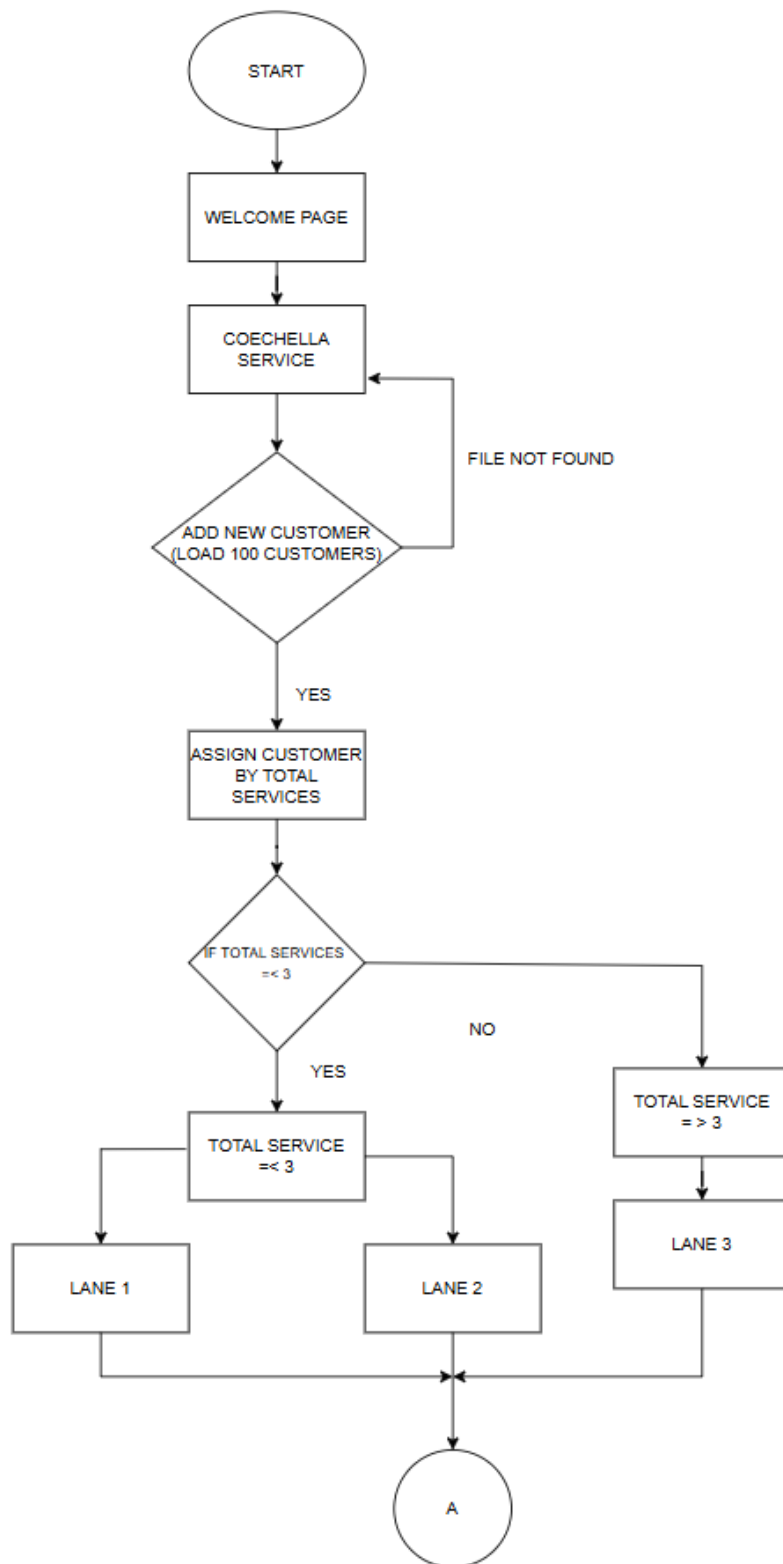 START
WELCOME PAGE
COECHELLA
SERVICE
FILE NOT FOUND
ADD NEW CUSTOMER
(LOAD 100 CUSTOMERS)
YES
ASSIGN CUSTOMER
BY TOTAL
SERVICES
IF TOTAL SERVICES
=< 3
NO
YES
TOTAL SERVICE
= > 3
TOTAL SERVICE
=< 3
LANE 3
LANE 1
LANE 2
A